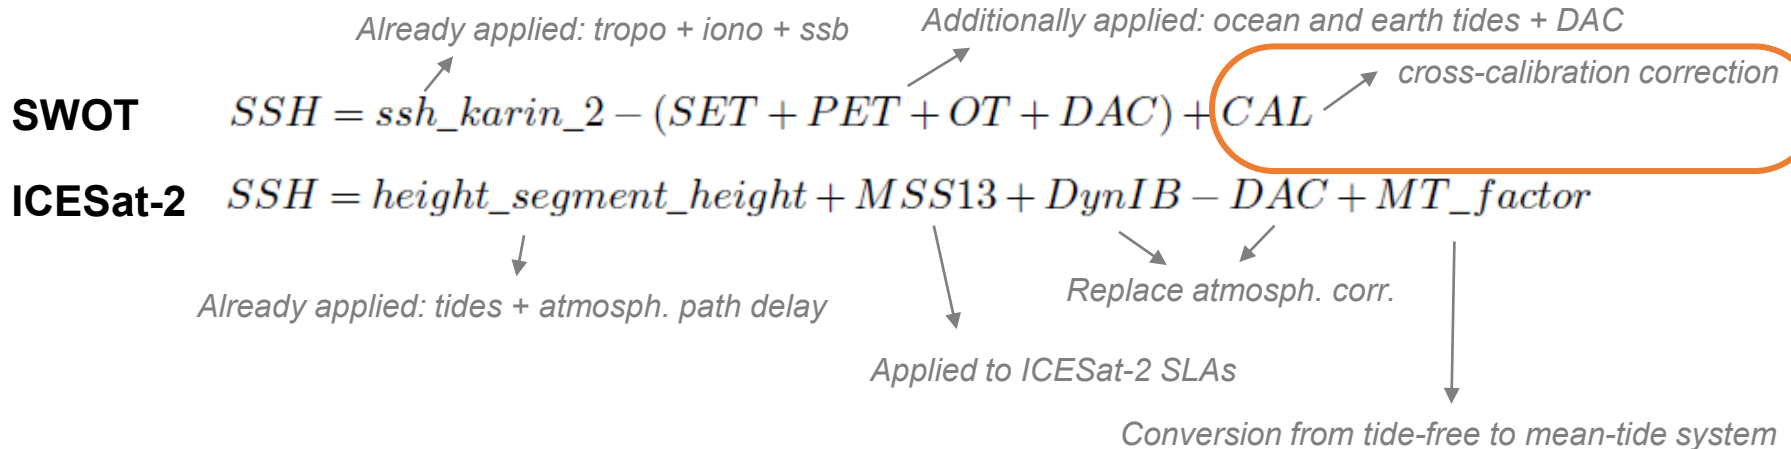 Already applied: tropo + iono + ssb
Additionally applied: ocean and earth tides + DAC
cross-calibration correction
SWOT SSH = ssh_karin_2 − (SET + PET + OT + DAC) + CAL
ICESat-2 SSH = height_segment_height + MSS13 + DynIB − DAC + MT_factor
Already applied: tides + atmosph. path delay
Replace atmosph. corr.
Applied to ICESat-2 SLAs
Conversion from tide-free to mean-tide system